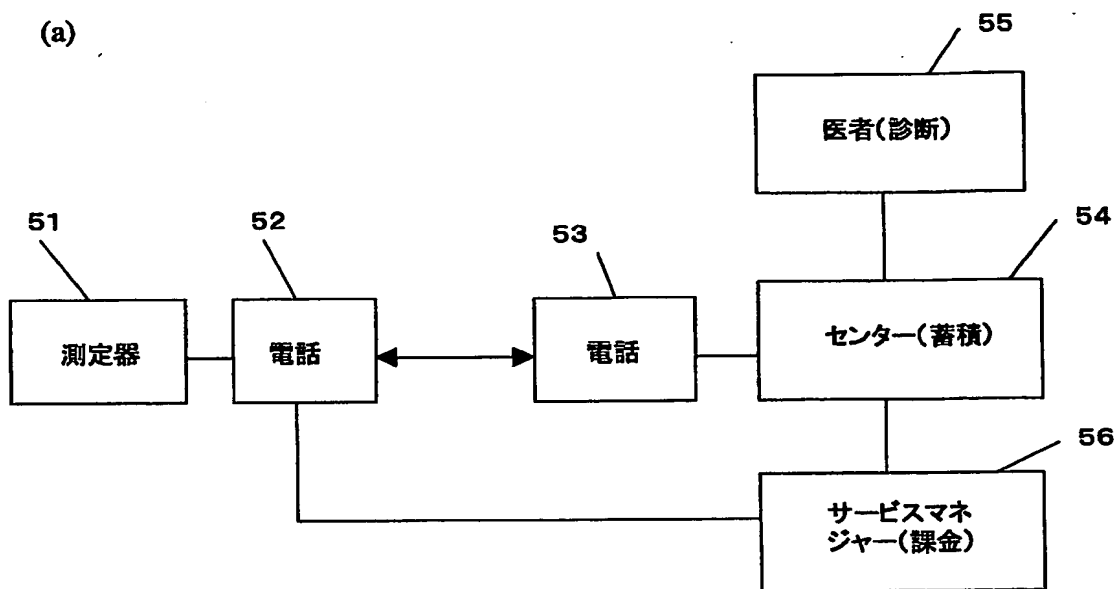 (a)
55
医者(診断)
51
52
53
54
測定器
電話
電話
センター(蓄積)
56
サービスマネ
ジャー(課金)